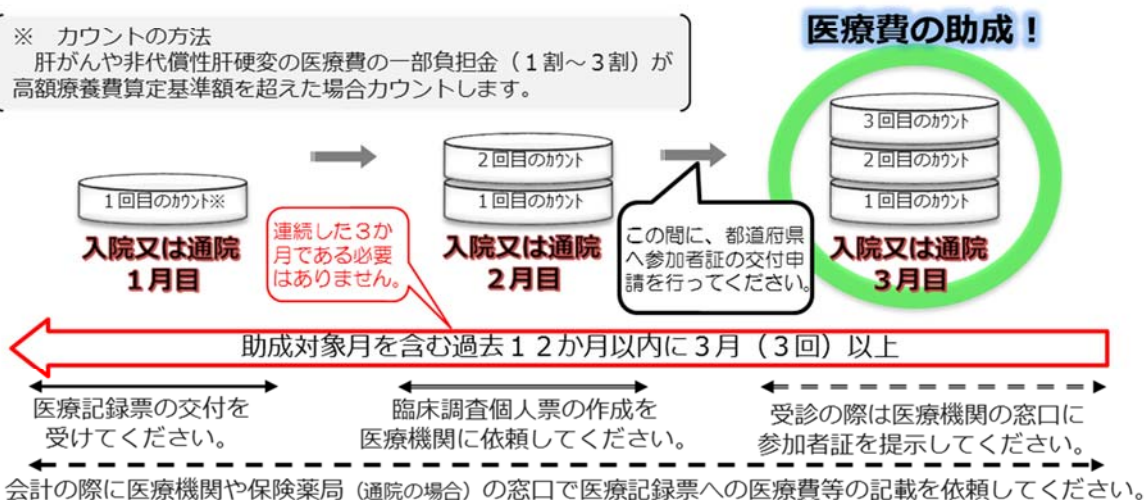 ※　カウントの方法
肝がんや非代償性肝硬変の医療費の一部負担金（１割～３割）が
高額療養費算定基準額を超えた場合カウントします。
医療費の助成！
１回目のカウント※
入院又は通院
１月目
連続した３か
月である必要
はありません。
２回目のカウント
１回目のカウント
入院又は通院
２月目
この間に、都道府県
へ参加者証の交付申
請を行ってください。
３回目のカウント
２回目のカウント
１回目のカウント
入院又は通院
３月目
助成対象月を含む過去１２か月以内に３月（３回）以上
医療記録票の交付を
受けてください。
臨床調査個人票の作成を
医療機関に依頼してください。
受診の際は医療機関の窓口に
参加者証を提示してください。
会計の際に医療機関や保険薬局（通院の場合）の窓口で医療記録票への医療費等の記載を依頼してください。